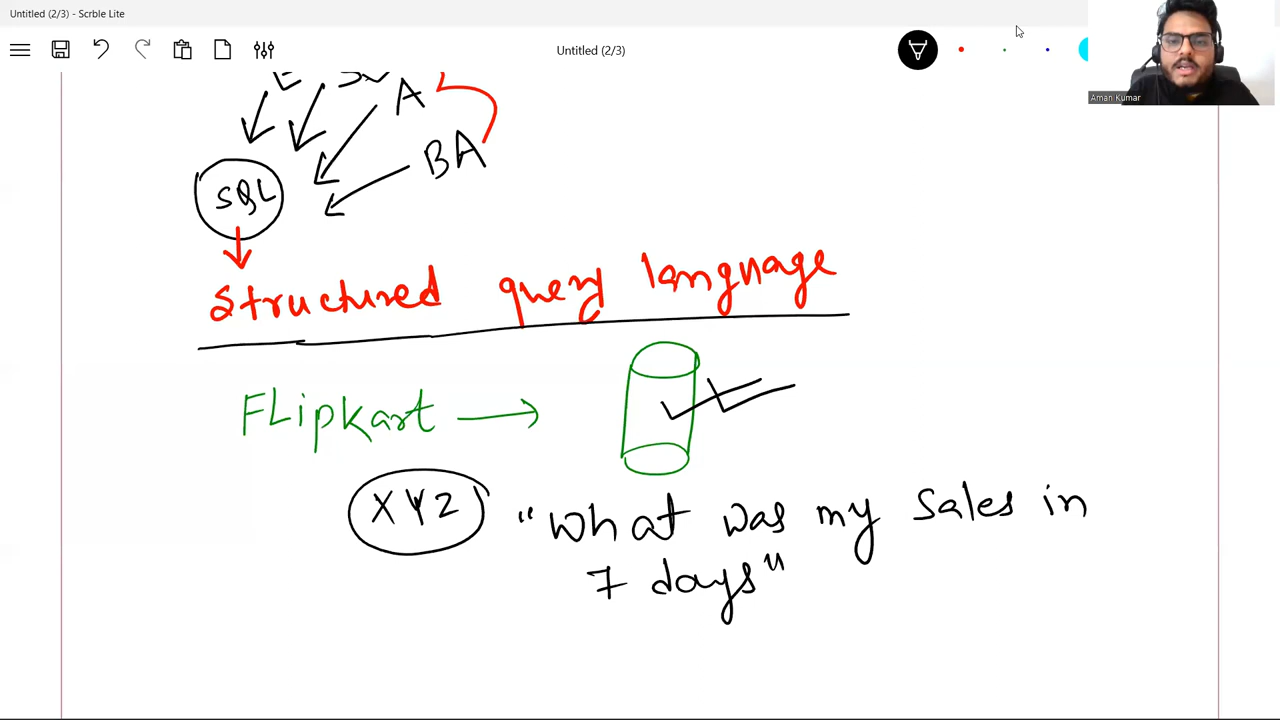 Untitled (2/3) - Scrble Lite
Untitled (2/3)
Aman Kumar
A
BA
SQL
Structured query language
FLipkart
XYZ "What was my Sales in
7 days"